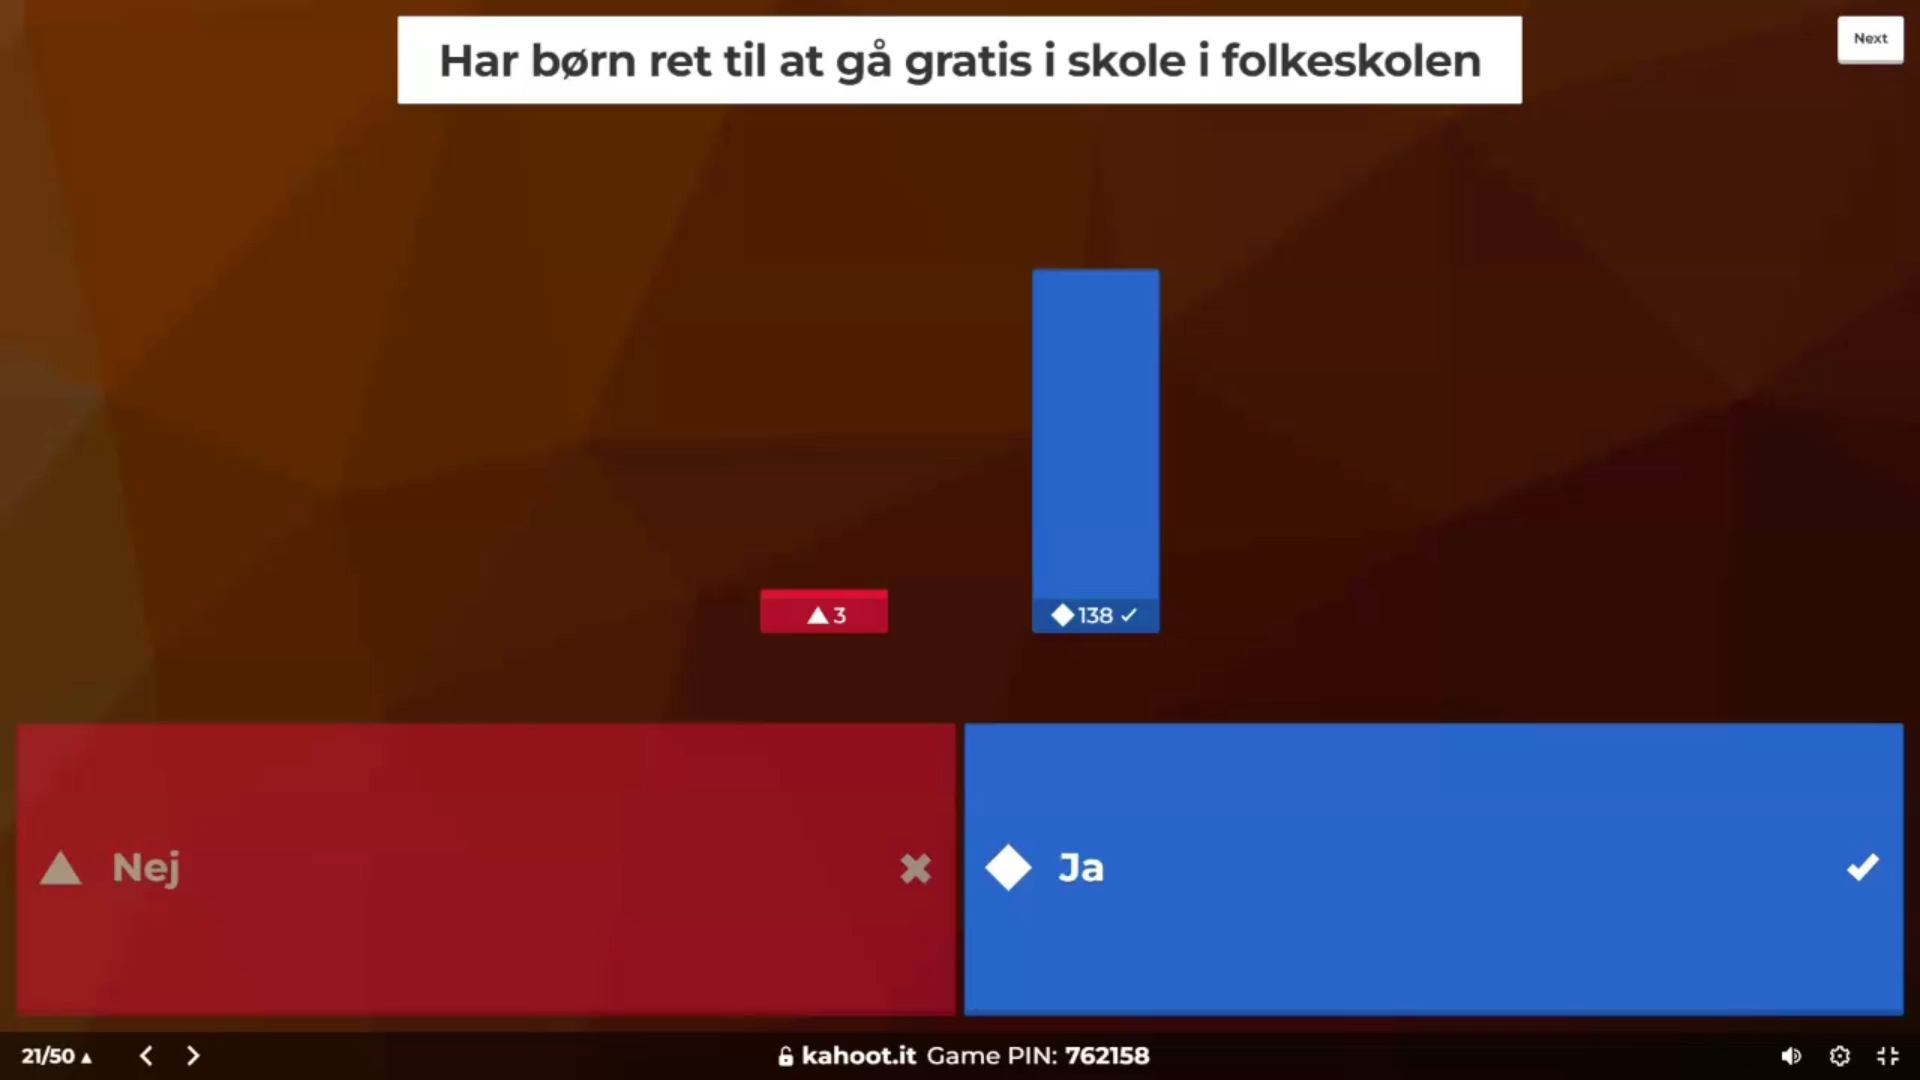 Har børn ret til at gå gratis i skole i folkeskolen
Next
3
138
Nej
Ja
21/50
kahoot.it Game PIN: 762158